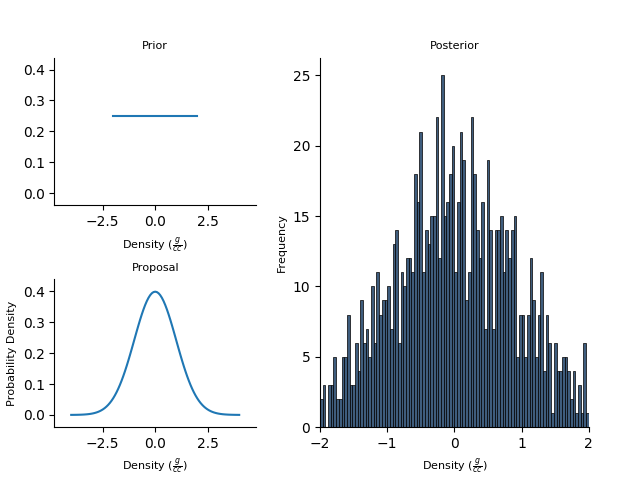 Prior
0.4
0.3
0.2
0.1
0.0
−2.5 0.0 2.5
Density (g/cc)
Proposal
Probability Density
0.4
0.3
0.2
0.1
0.0
−2.5 0.0 2.5
Density (g/cc)
Posterior
Frequency
25
20
15
10
5
0
−2 −1 0 1 2
Density (g/cc)